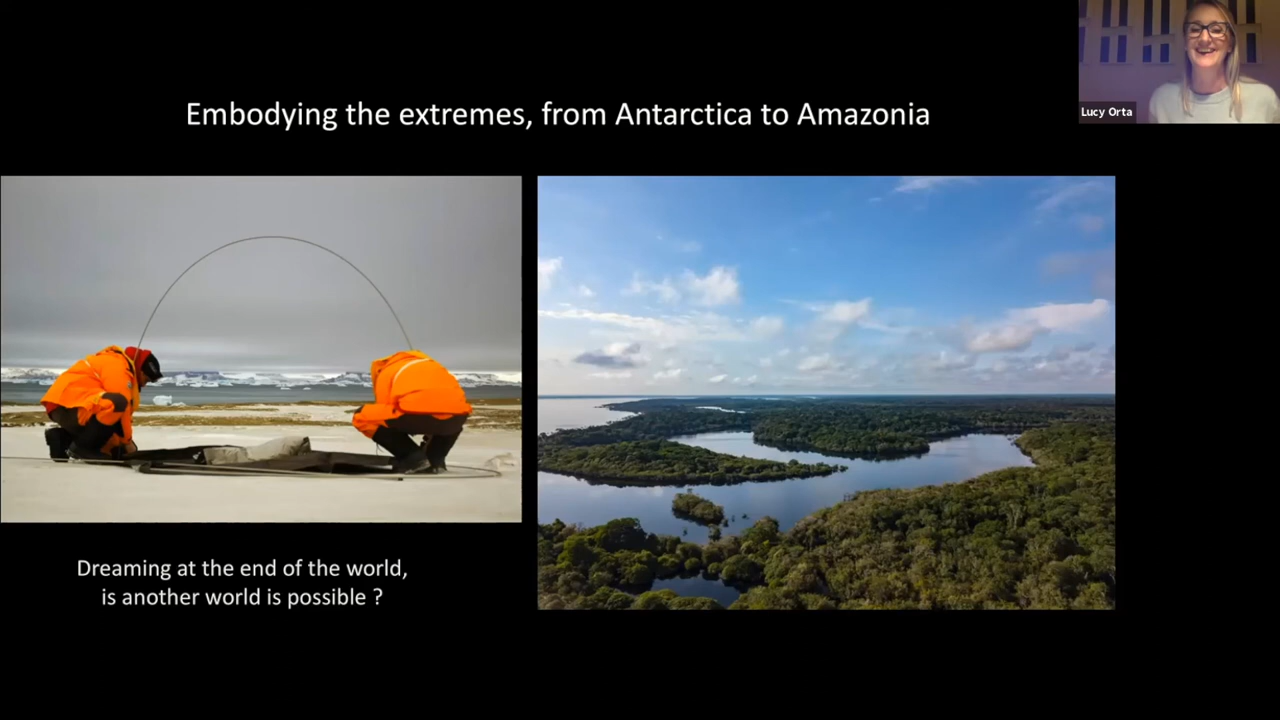 Embodying the extremes, from Antarctica to Amazonia
Lucy Orta
Dreaming at the end of the world,
is another world is possible ?